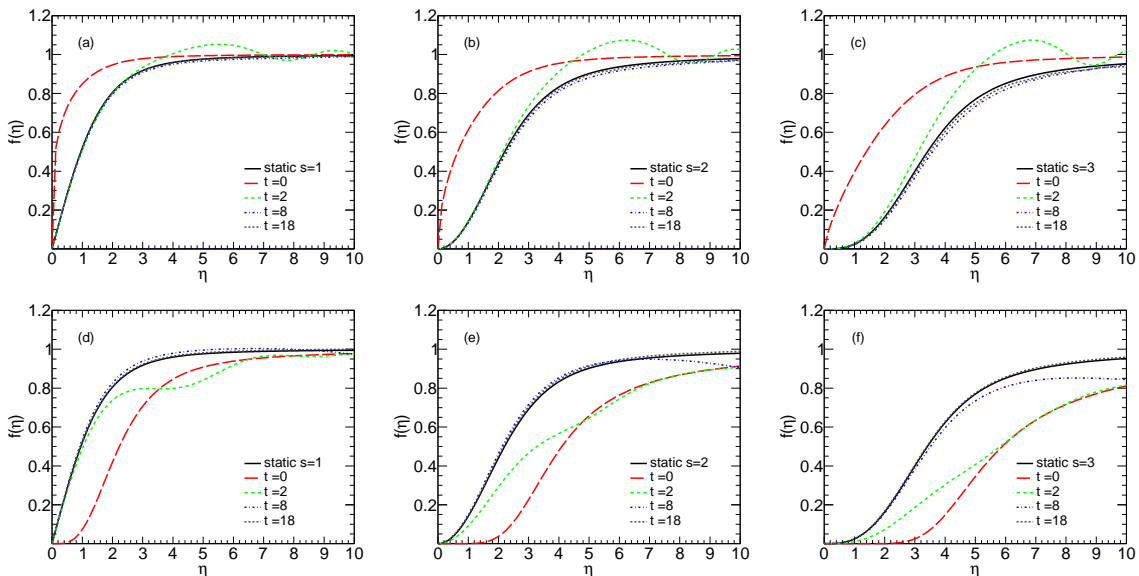 (a)
f(η)
1.2
1
0.8
0.6
0.4
0.2
static s=1
t =0
t =2
t =8
t =18
0 1 2 3 4 5 6 7 8 9 10
η
(b)
f(η)
1.2
1
0.8
0.6
0.4
0.2
static s=2
t =0
t =2
t =8
t =18
0 1 2 3 4 5 6 7 8 9 10
η
(c)
f(η)
1.2
1
0.8
0.6
0.4
0.2
static s=3
t =0
t =2
t =8
t =18
0 1 2 3 4 5 6 7 8 9 10
η
(d)
f(η)
1.2
1
0.8
0.6
0.4
0.2
static s=1
t =0
t =2
t =8
t =18
0 1 2 3 4 5 6 7 8 9 10
η
(e)
f(η)
1.2
1
0.8
0.6
0.4
0.2
static s=2
t =0
t =2
t =8
t =18
0 1 2 3 4 5 6 7 8 9 10
η
(f)
f(η)
1.2
1
0.8
0.6
0.4
0.2
static s=3
t =0
t =2
t =8
t =18
0 1 2 3 4 5 6 7 8 9 10
η